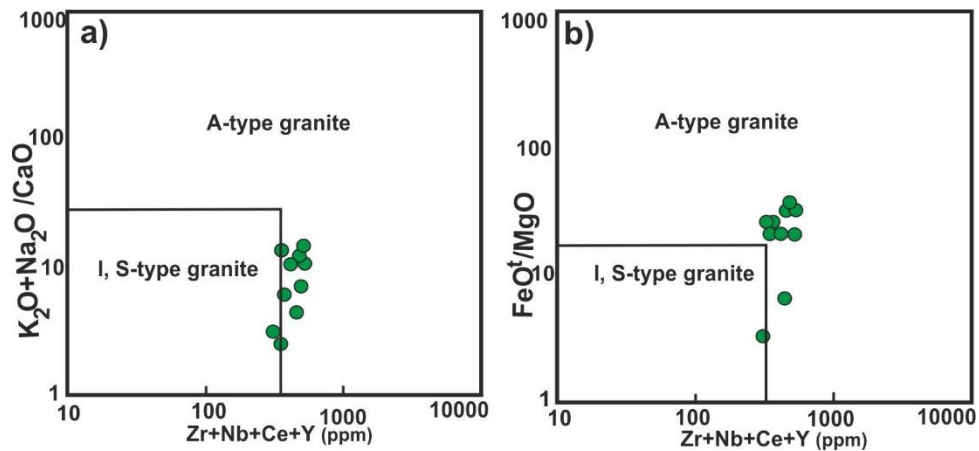 a)
1000
100
10
1
K₂O+Na₂O /CaO
A-type granite
I, S-type granite
10 100 1000 10000
Zr+Nb+Ce+Y (ppm)
b)
1000
100
10
1
FeOᵗ/MgO
A-type granite
I, S-type granite
10 100 1000 10000
Zr+Nb+Ce+Y (ppm)